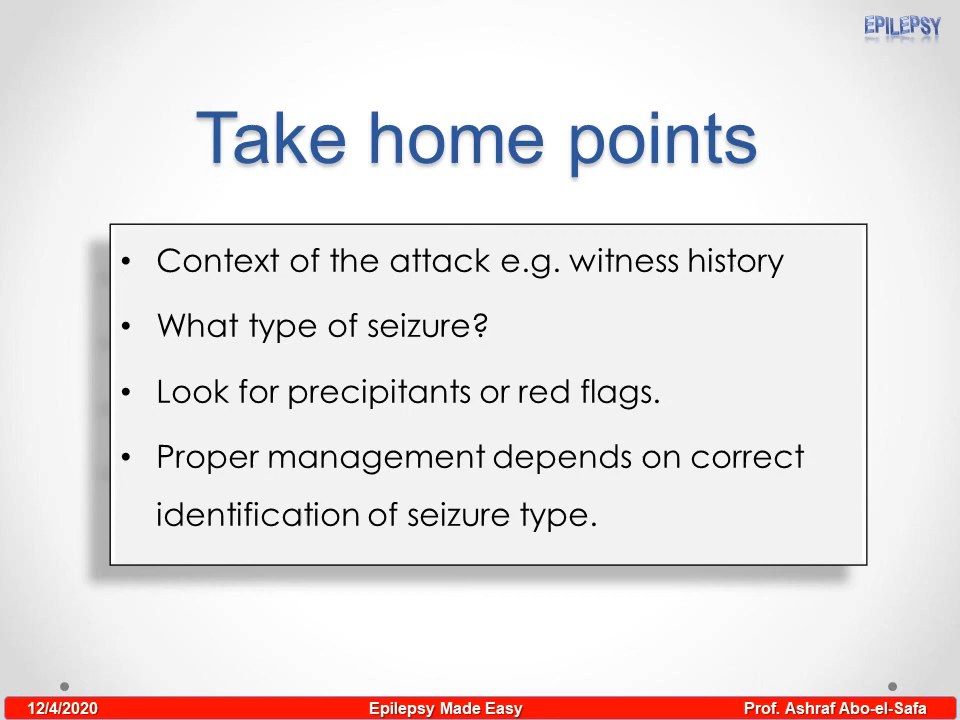 EPILEPSY
Take home points
• Context of the attack e.g. witness history
• What type of seizure?
• Look for precipitants or red flags.
• Proper management depends on correct
identification of seizure type.
12/4/2020 Epilepsy Made Easy Prof. Ashraf Abo-el-Safa